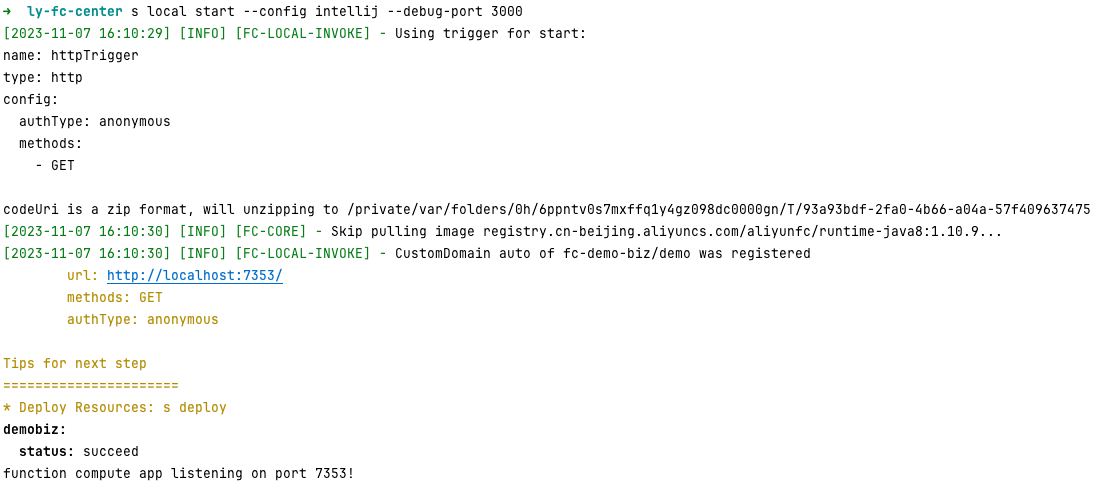 → ly-fc-center s local start --config intellij --debug-port 3000
[2023-11-07 16:10:29] [INFO] [FC-LOCAL-INVOKE] - Using trigger for start:
name: httpTrigger
type: http
config:
  authType: anonymous
  methods:
    - GET
codeUri is a zip format, will unzipping to /private/var/folders/0h/6ppntv0s7mxffq1y4gz098dc0000gn/T/93a93bdf-2fa0-4b66-a04a-57f409637475
[2023-11-07 16:10:30] [INFO] [FC-CORE] - Skip pulling image registry.cn-beijing.aliyuncs.com/aliyunfc/runtime-java8:1.10.9...
[2023-11-07 16:10:30] [INFO] [FC-LOCAL-INVOKE] - CustomDomain auto of fc-demo-biz/demo was registered
        url: http://localhost:7353/
        methods: GET
        authType: anonymous
Tips for next step
======================
* Deploy Resources: s deploy
demobiz:
  status: succeed
function compute app listening on port 7353!